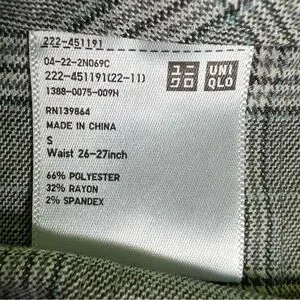 222-451191
04-22-2N069C
222-451191(22-11)
1388-0075-009H
RN139864
MADE IN CHINA
S
Waist 26-27inch
66% POLYESTER
32% RAYON
2% SPANDEX
ユニ
クロ
UNI
QLO